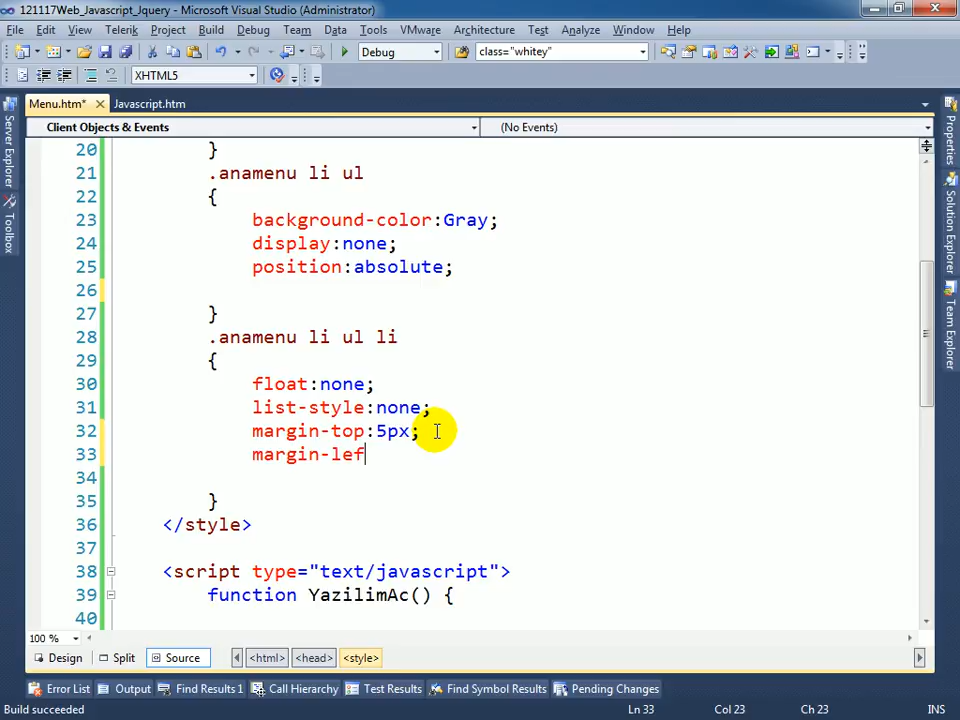 121117Web_Javascript_Jquery - Microsoft Visual Studio (Administrator)
File Edit View Telerik Project Build Debug Team Data Tools VMware Architecture Test Analyze Window Help
Debug class="whitey"
XHTML5
Menu.htm* Javascript.htm
Client Objects & Events (No Events)
20 }
21 .anamenu li ul
22 {
23 background-color:Gray;
24 display:none;
25 position:absolute;
26
27 }
28 .anamenu li ul li
29 {
30 float:none;
31 list-style:none;
32 margin-top:5px;
33 margin-lef
34
35 }
36 </style>
37
38 <script type="text/javascript">
39 function YazilimAc() {
40
Server Explorer
Toolbox
Properties
Solution Explorer
Team Explorer
100 %
Design Split Source <html> <head> <style>
Error List Output Find Results 1 Call Hierarchy Test Results Find Symbol Results Pending Changes
Build succeeded Ln 33 Col 23 Ch 23 INS